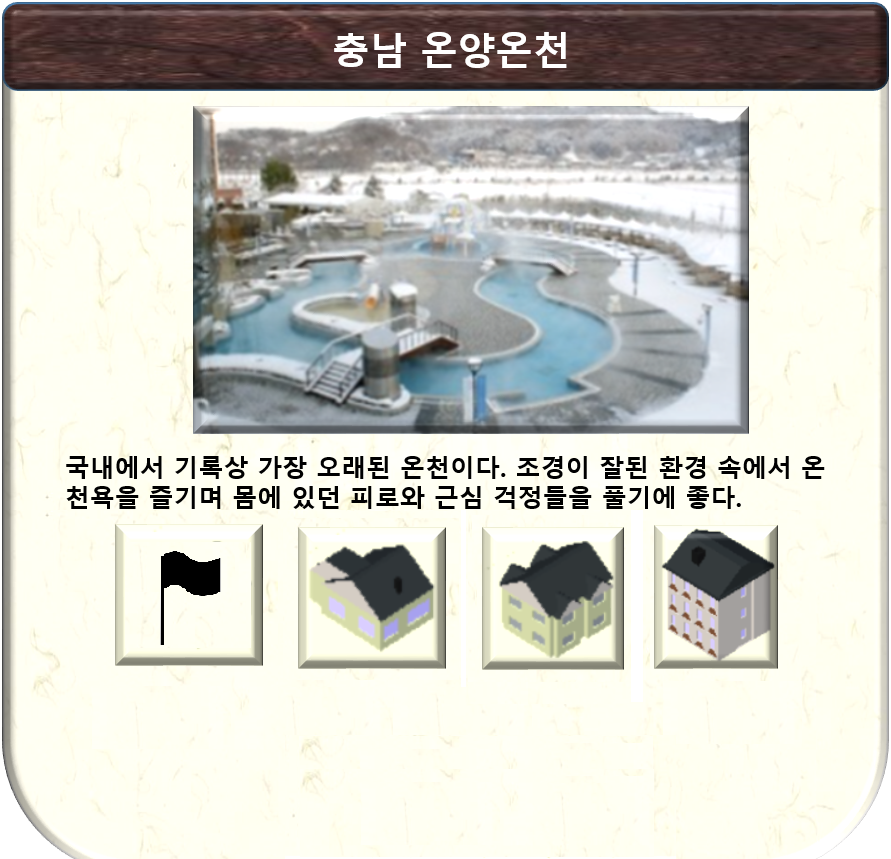 충남 온양온천
국내에서 기록상 가장 오래된 온천이다. 조경이 잘된 환경 속에서 온
천욕을 즐기며 몸에 있던 피로와 근심 걱정들을 풀기에 좋다.